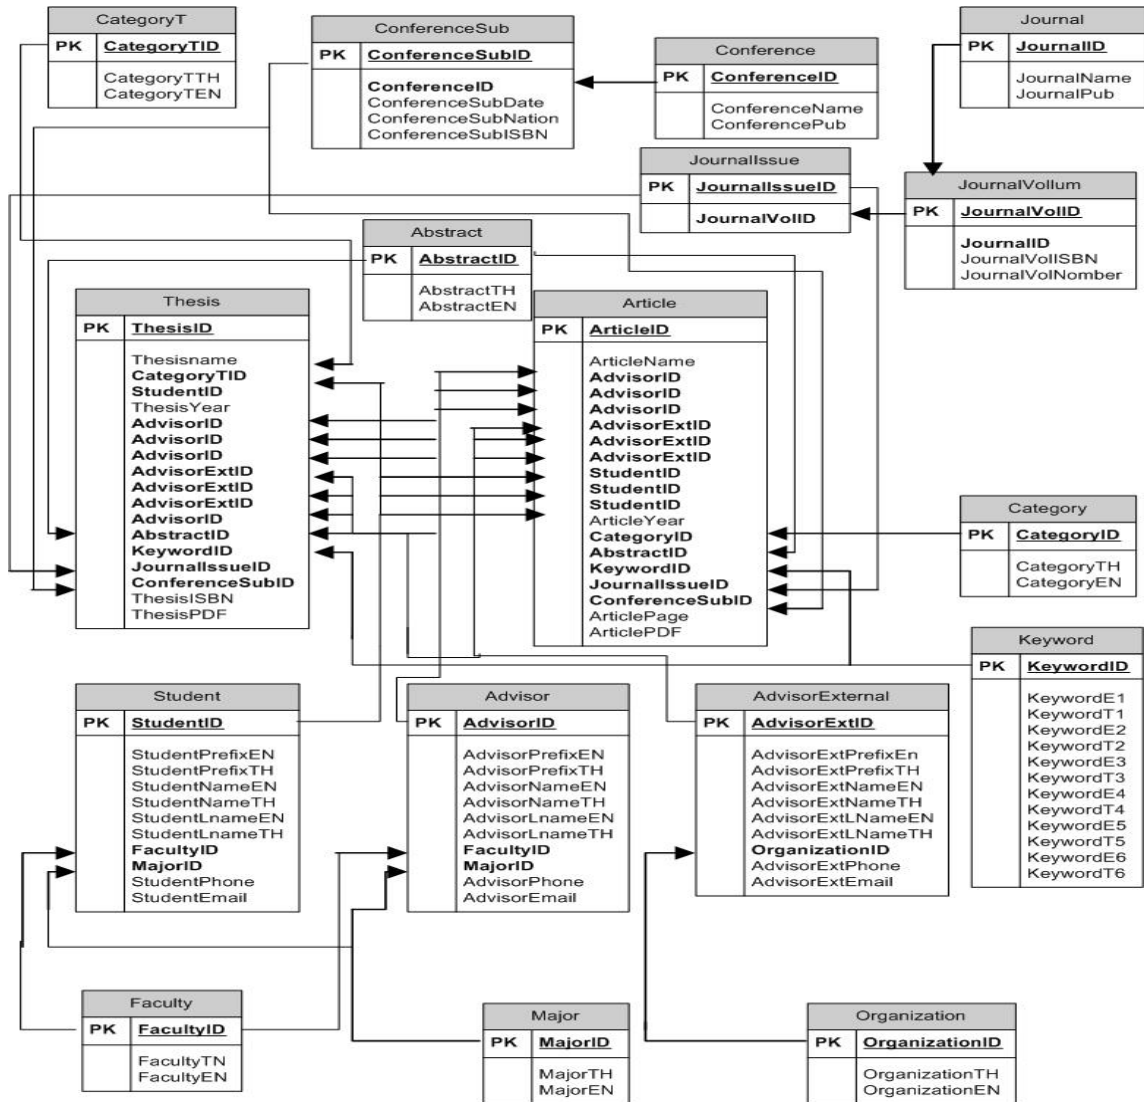 CategoryT
PK CategoryTID
CategoryTTH
CategoryTEN
ConferenceSub
PK ConferenceSubID
ConferenceID
ConferenceSubDate
ConferenceSubNation
ConferenceSubISBN
Conference
PK ConferenceID
ConferenceName
ConferencePub
Journal
PK JournalID
JournalName
JournalPub
JournalIssue
PK JournalIssueID
JournalVolID
JournalVollum
PK JournalVolID
JournalID
JournalVolISBN
JournalVolNomber
Abstract
PK AbstractID
AbstractTH
AbstractEN
Thesis
PK ThesisID
Thesisname
CategoryTID
StudentID
ThesisYear
AdvisorID
AdvisorID
AdvisorID
AdvisorExtID
AdvisorExtID
AdvisorExtID
AdvisorID
AbstractID
KeywordID
JournalIssueID
ConferenceSubID
ThesisISBN
ThesisPDF
Article
PK ArticleID
ArticleName
AdvisorID
AdvisorID
AdvisorID
AdvisorExtID
AdvisorExtID
AdvisorExtID
StudentID
StudentID
StudentID
ArticleYear
CategoryID
AbstractID
KeywordID
JournalIssueID
ConferenceSubID
ArticlePage
ArticlePDF
Category
PK CategoryID
CategoryTH
CategoryEN
Keyword
PK KeywordID
KeywordE1
KeywordT1
KeywordE2
KeywordT2
KeywordE3
KeywordT3
KeywordE4
KeywordT4
KeywordE5
KeywordT5
KeywordE6
KeywordT6
Student
PK StudentID
StudentPrefixEN
StudentPrefixTH
StudentNameEN
StudentNameTH
StudentLnameEN
StudentLnameTH
FacultyID
MajorID
StudentPhone
StudentEmail
Advisor
PK AdvisorID
AdvisorPrefixEN
AdvisorPrefixTH
AdvisorNameEN
AdvisorNameTH
AdvisorLnameEN
AdvisorLnameTH
FacultyID
MajorID
AdvisorPhone
AdvisorEmail
AdvisorExternal
PK AdvisorExtID
AdvisorExtPrefixEn
AdvisorExtPrefixTH
AdvisorExtNameEN
AdvisorExtNameTH
AdvisorExtLNameEN
AdvisorExtLNameTH
OrganizationID
AdvisorExtPhone
AdvisorExtEmail
Faculty
PK FacultyID
FacultyTN
FacultyEN
Major
PK MajorID
MajorTH
MajorEN
Organization
PK OrganizationID
OrganizationTH
OrganizationEN